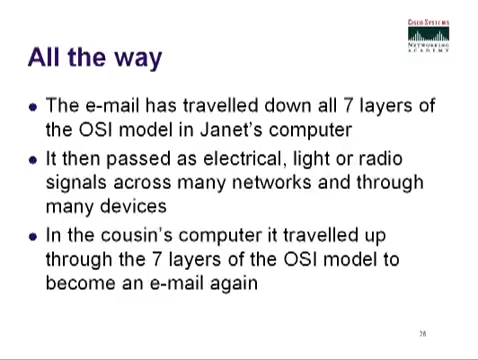 CISCO SYSTEMS
NETWORKING
ACADEMY
All the way
• The e-mail has travelled down all 7 layers of
the OSI model in Janet's computer
• It then passed as electrical, light or radio
signals across many networks and through
many devices
• In the cousin's computer it travelled up
through the 7 layers of the OSI model to
become an e-mail again